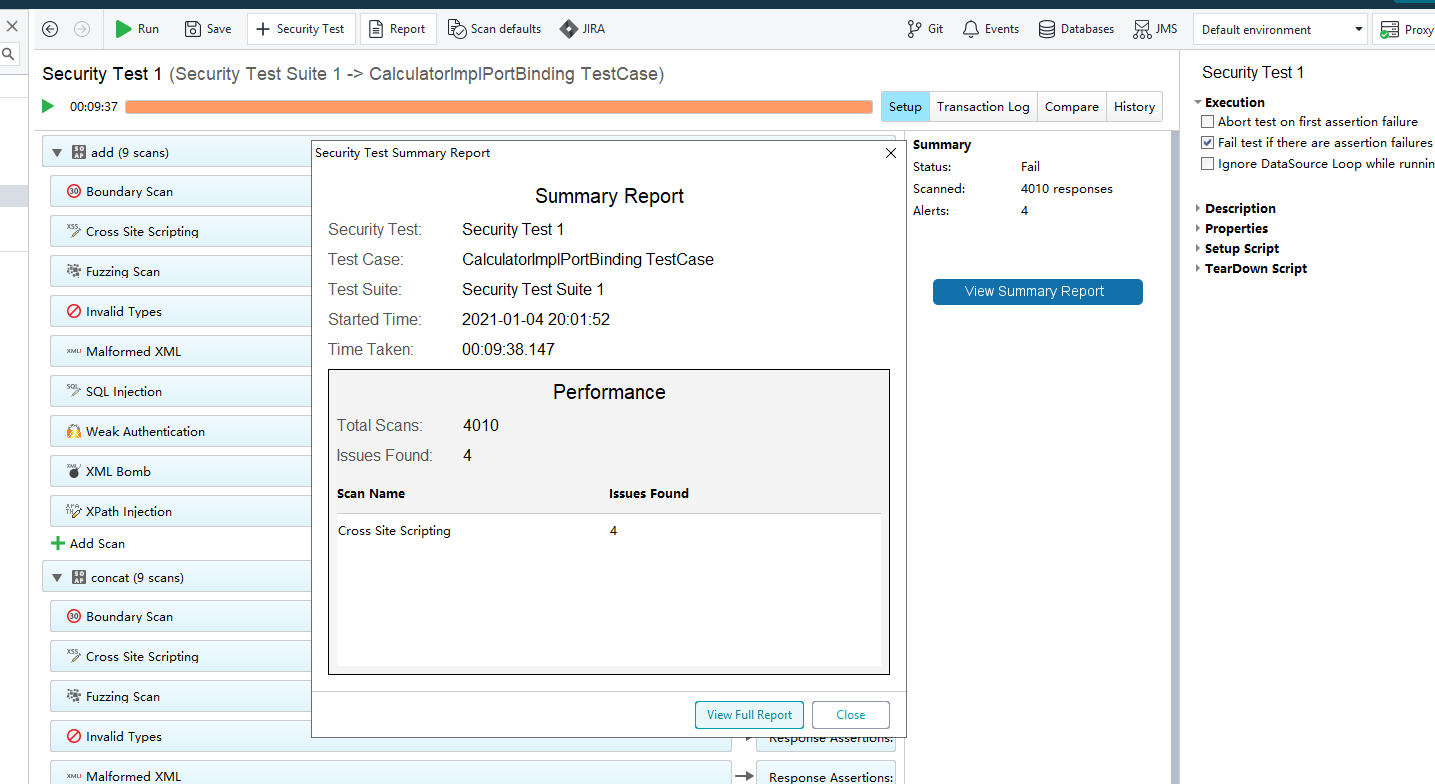 Run
Save
Security Test
Report
Scan defaults
JIRA
Git
Events
Databases
JMS
Default environment
Proxy
Security Test 1 (Security Test Suite 1 -> CalculatorImplPortBinding TestCase)
00:09:37
Setup
Transaction Log
Compare
History
add (9 scans)
Boundary Scan
Cross Site Scripting
Fuzzing Scan
Invalid Types
Malformed XML
SQL Injection
Weak Authentication
XML Bomb
XPath Injection
Add Scan
concat (9 scans)
Boundary Scan
Cross Site Scripting
Fuzzing Scan
Invalid Types
Malformed XML
Security Test Summary Report
Summary Report
Security Test: Security Test 1
Test Case: CalculatorImplPortBinding TestCase
Test Suite: Security Test Suite 1
Started Time: 2021-01-04 20:01:52
Time Taken: 00:09:38.147
Performance
Total Scans: 4010
Issues Found: 4
Scan Name Issues Found
Cross Site Scripting 4
View Full Report
Close
Response Assertions:
Response Assertions:
Summary
Status: Fail
Scanned: 4010 responses
Alerts: 4
View Summary Report
Security Test 1
Execution
Abort test on first assertion failure
Fail test if there are assertion failures
Ignore DataSource Loop while runnin
Description
Properties
Setup Script
TearDown Script